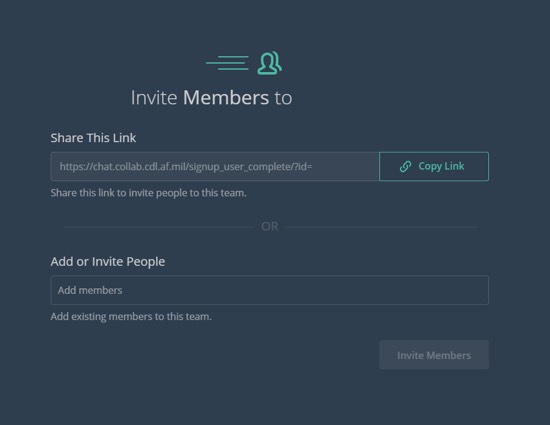 Invite Members to
Share This Link
https://chat.collab.cdl.af.mil/signup_user_complete/?id=
Copy Link
Share this link to invite people to this team.
OR
Add or Invite People
Add members
Add existing members to this team.
Invite Members